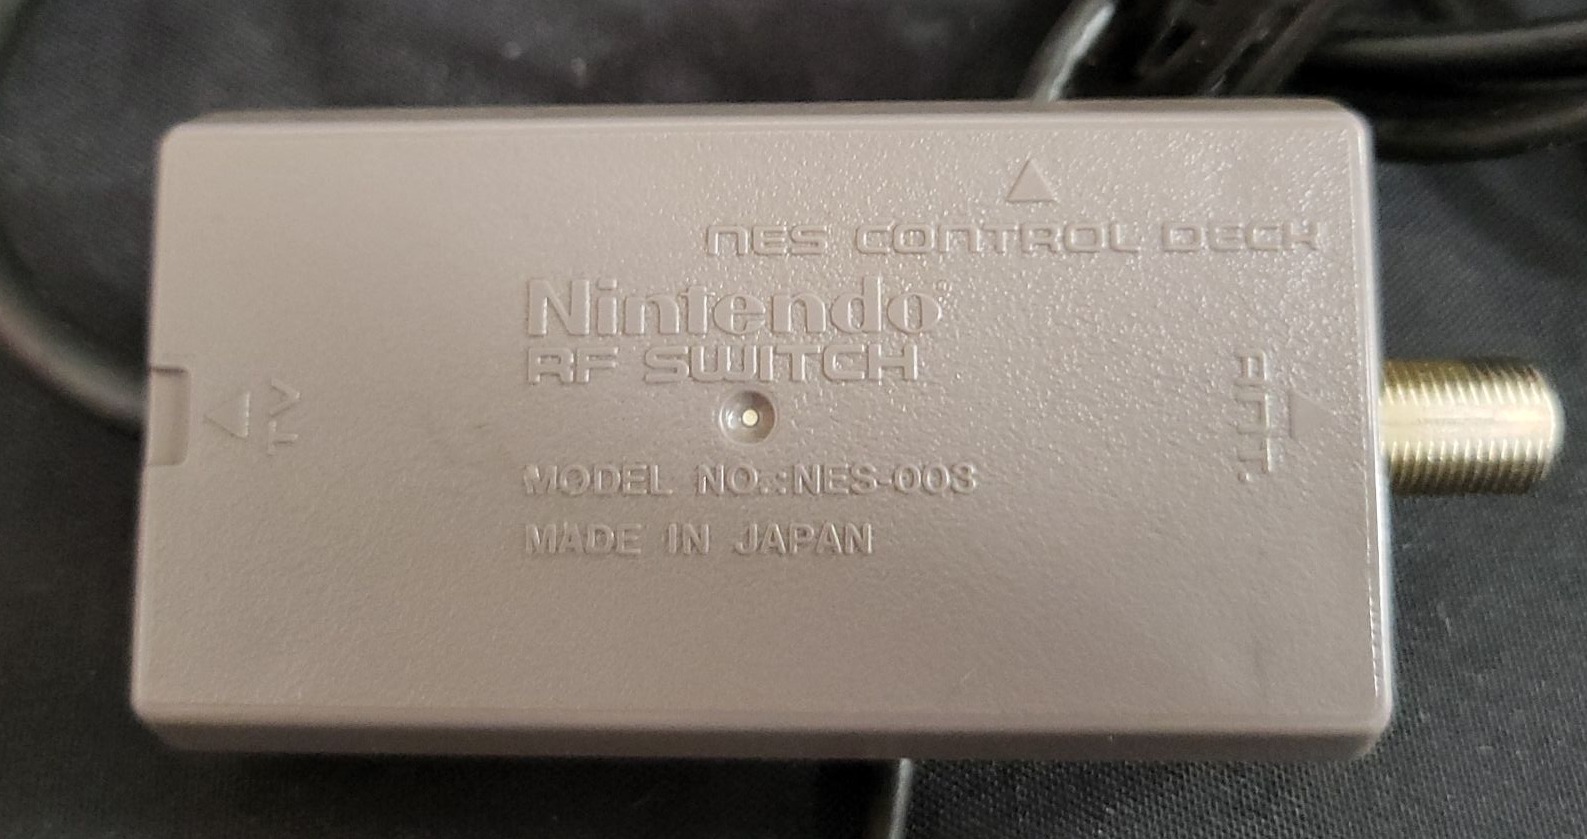 NES CONTROL DECK
Nintendo®
RF SWITCH
TV
ANT.
MODEL NO.:NES-003
MADE IN JAPAN